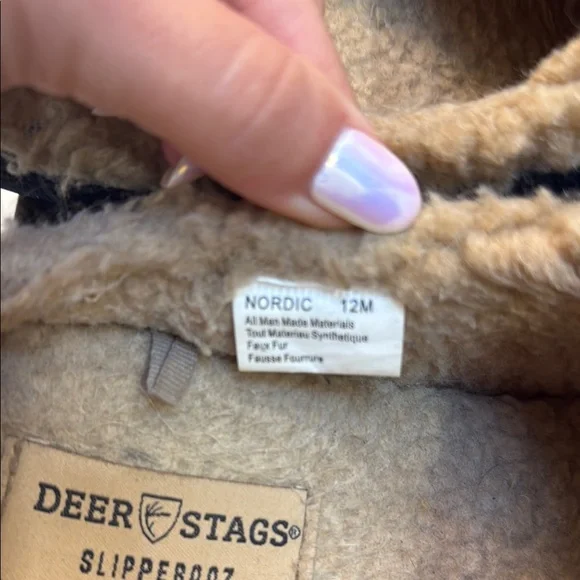 NORDIC 12M
All Man Made Materials
Tout Materiau Synthetique
Faux Fur
Fausse Fourrure
DEER STAGS®
SLIPPEROOZ